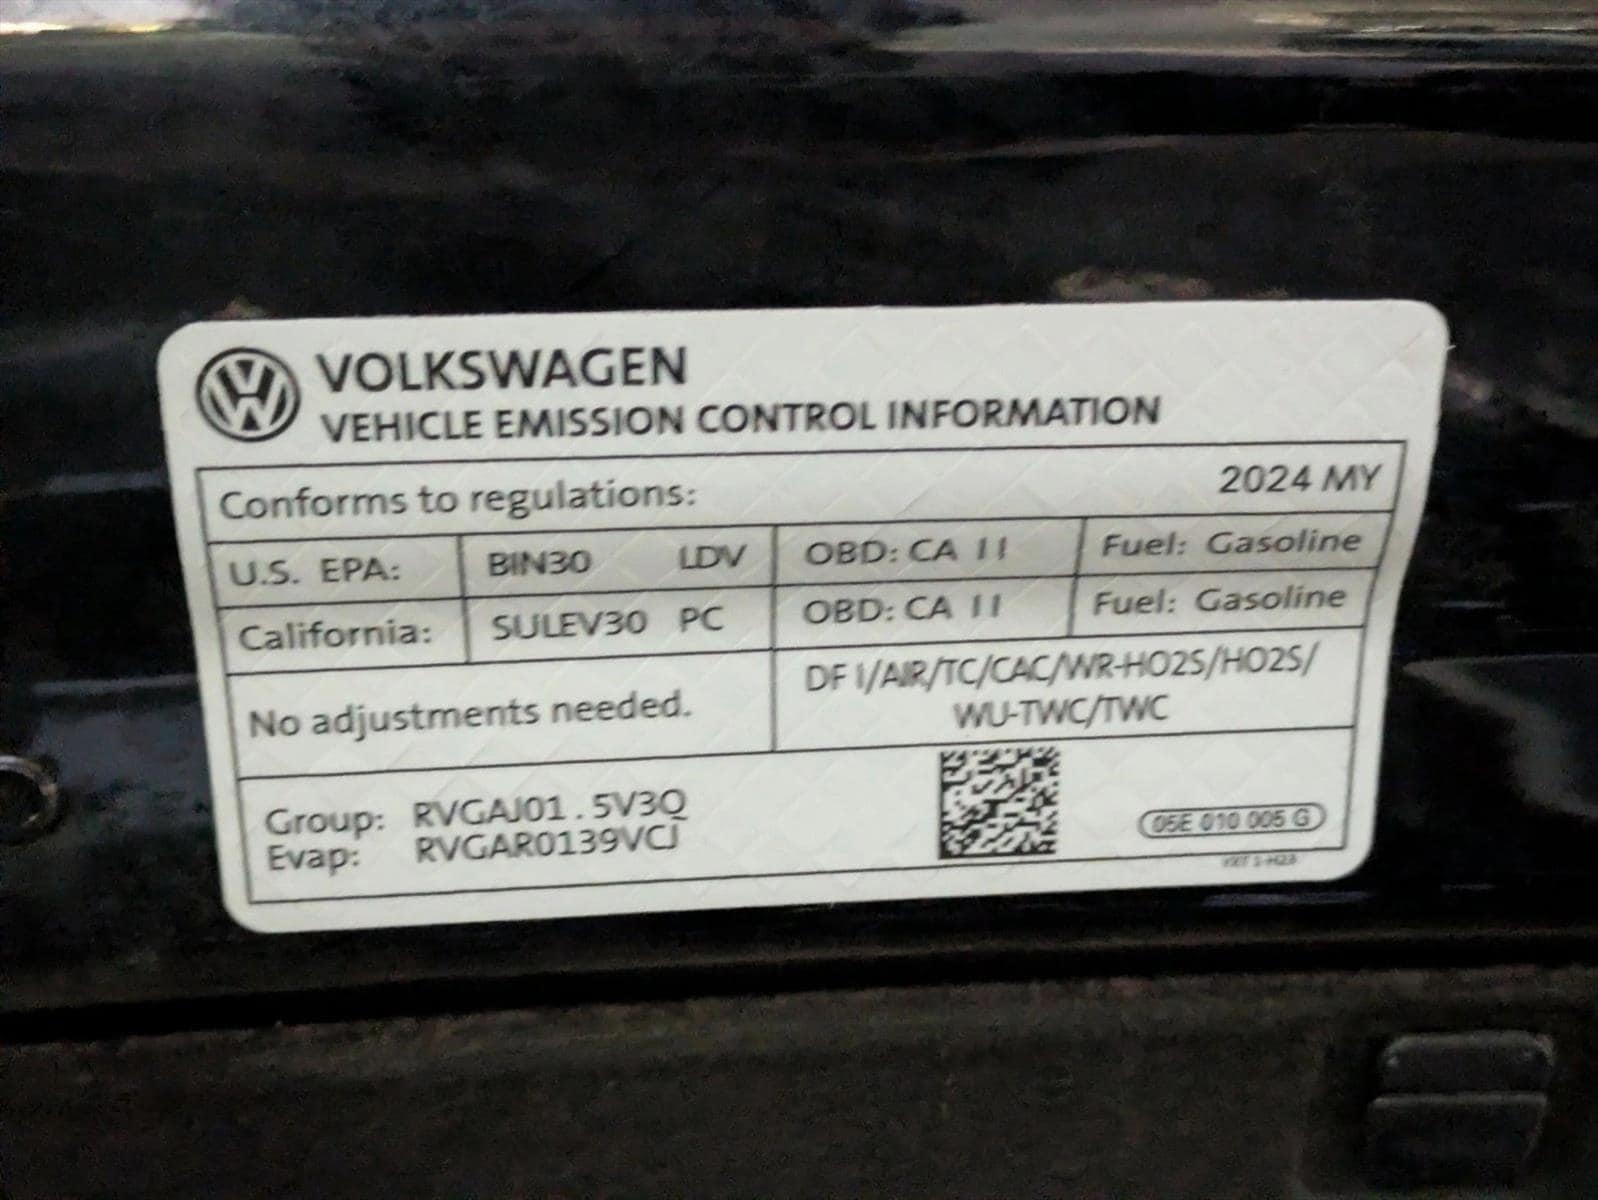 VOLKSWAGEN
VEHICLE EMISSION CONTROL INFORMATION
Conforms to regulations: 2024 MY
U.S. EPA: BIN30 LDV OBD: CA II Fuel: Gasoline
California: SULEV30 PC OBD: CA II Fuel: Gasoline
No adjustments needed.
DFI/AIR/TC/CAC/WR-HO2S/HO2S/
WU-TWC/TWC
Group: RVGAJ01.5V3Q
Evap: RVGAR0139VCJ
05E 010 005 G